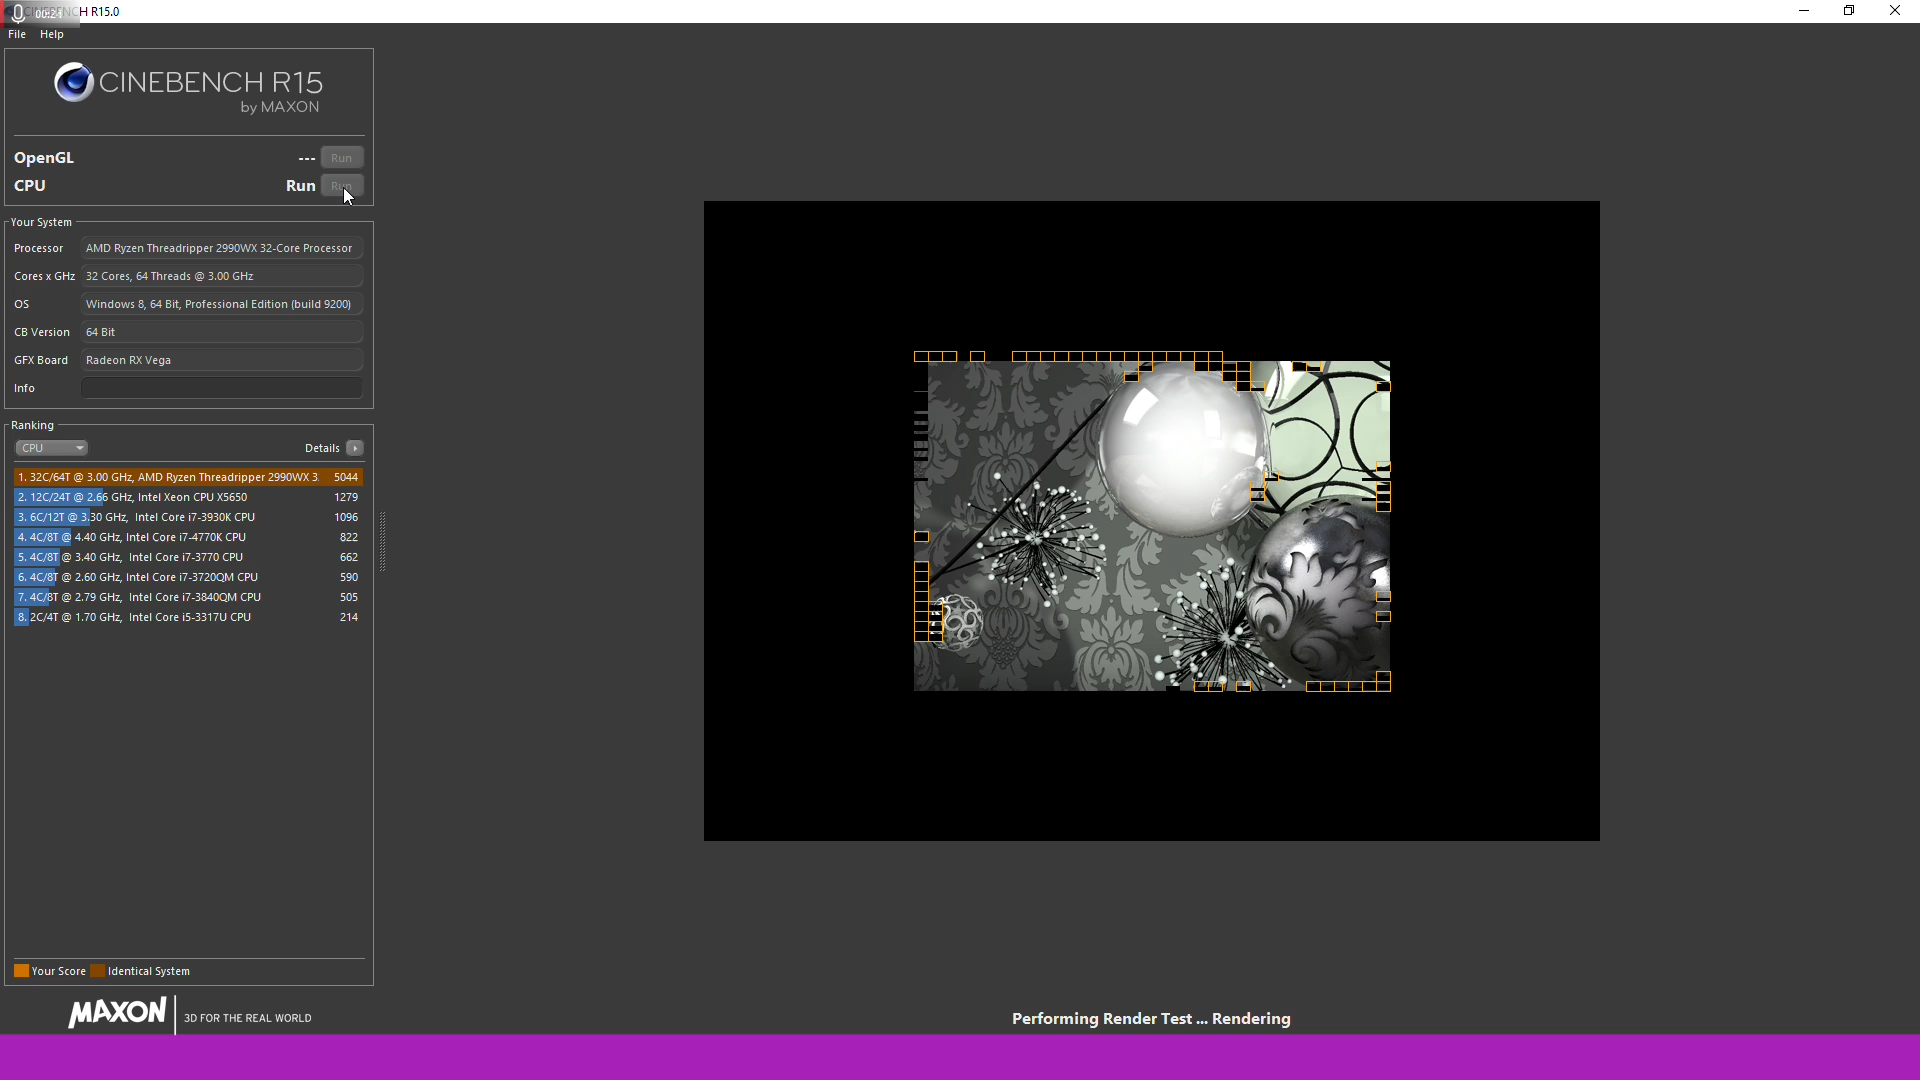 00:24
CINEBENCH R15.0
File Help
CINEBENCH R15
by MAXON
OpenGL --- Run
CPU Run Run
Your System
Processor AMD Ryzen Threadripper 2990WX 32-Core Processor
Cores x GHz 32 Cores, 64 Threads @ 3.00 GHz
OS Windows 8, 64 Bit, Professional Edition (build 9200)
CB Version 64 Bit
GFX Board Radeon RX Vega
Info
Ranking
CPU Details
1. 32C/64T @ 3.00 GHz, AMD Ryzen Threadripper 2990WX 3. 5044
2. 12C/24T @ 2.66 GHz, Intel Xeon CPU X5650 1279
3. 6C/12T @ 3.30 GHz, Intel Core i7-3930K CPU 1096
4. 4C/8T @ 4.40 GHz, Intel Core i7-4770K CPU 822
5. 4C/8T @ 3.40 GHz, Intel Core i7-3770 CPU 662
6. 4C/8T @ 2.60 GHz, Intel Core i7-3720QM CPU 590
7. 4C/8T @ 2.79 GHz, Intel Core i7-3840QM CPU 505
8. 2C/4T @ 1.70 GHz, Intel Core i5-3317U CPU 214
Your Score Identical System
MAXON 3D FOR THE REAL WORLD
Performing Render Test ... Rendering